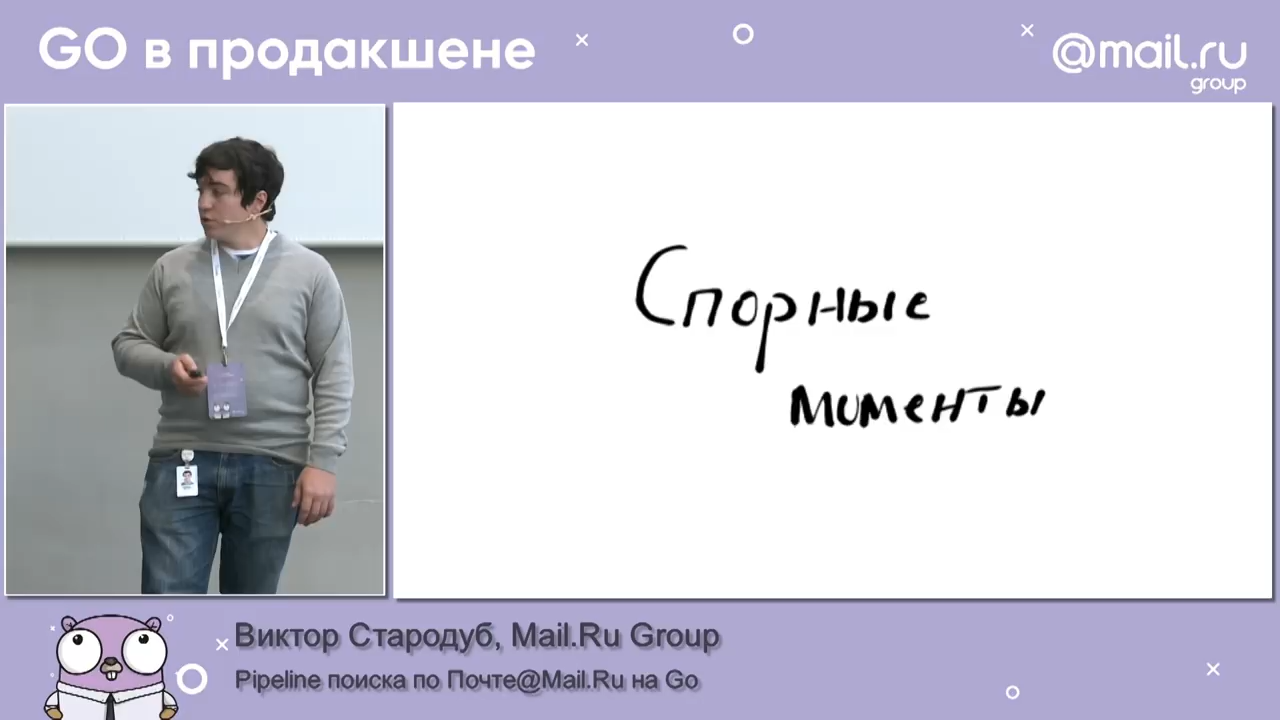 GO в продакшене
@mail.ru
group
Спорные
моменты
Виктор Стародуб, Mail.Ru Group
Pipeline поиска по Почте@Mail.Ru на Go